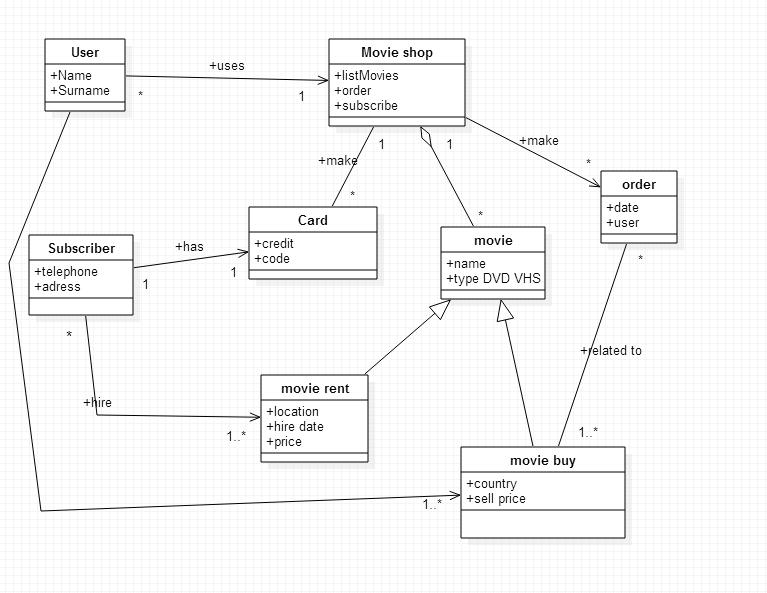 User
+Name
+Surname
+uses
*
1
Movie shop
+listMovies
+order
+subscribe
1
1
+make
*
+make
*
*
order
+date
+user
*
Card
+credit
+code
Subscriber
+telephone
+adress
+has
1
1
movie
+name
+type DVD VHS
*
+hire
1..*
movie rent
+location
+hire date
+price
+related to
1..*
movie buy
+country
+sell price
1..*